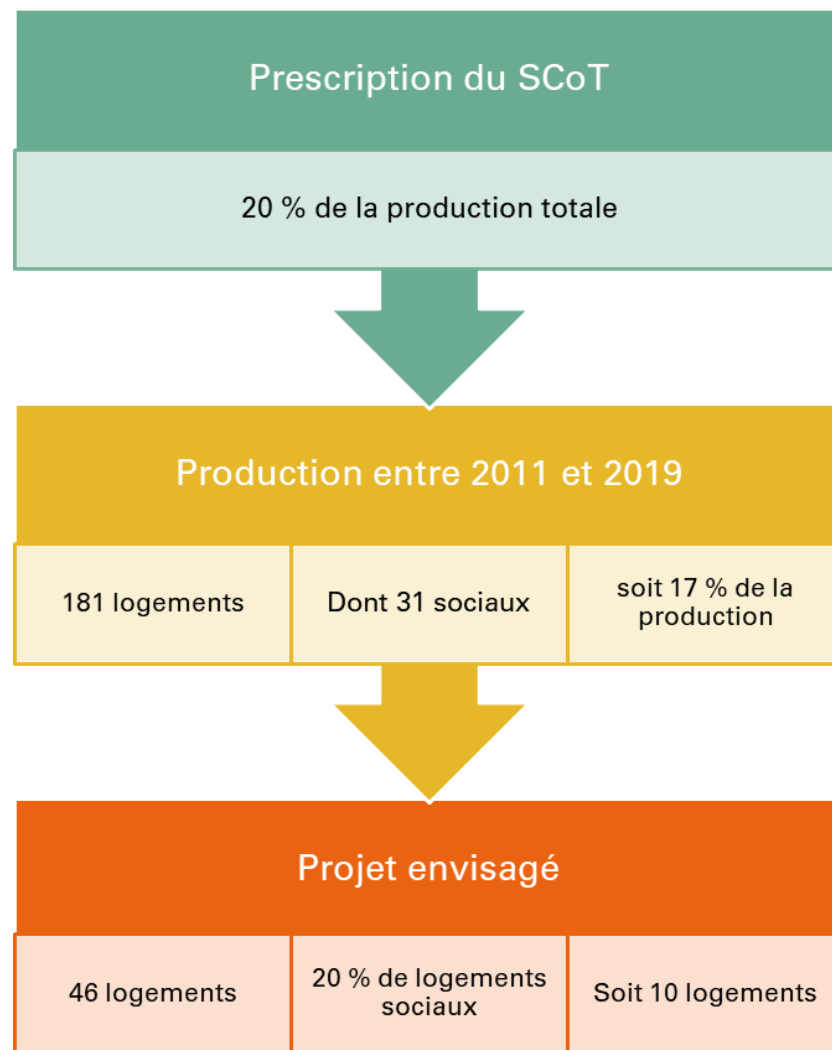 Prescription du SCoT
20 % de la production totale
Production entre 2011 et 2019
181 logements
Dont 31 sociaux
soit 17 % de la
production
Projet envisagé
46 logements
20 % de logements
sociaux
Soit 10 logements